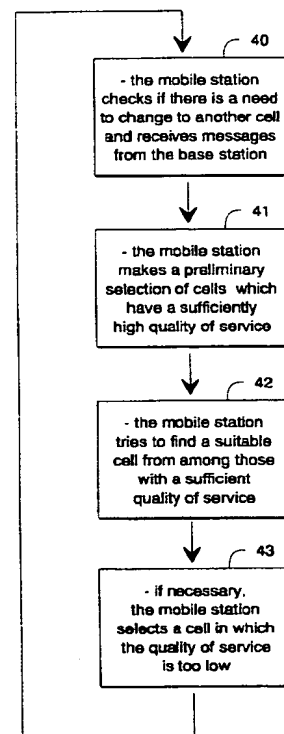 40
- the mobile station
checks if there is a need
to change to another cell
and receives messages
from the base station
41
- the mobile station
makes a preliminary
selection of cells which
have a sufficiently
high quality of service
42
- the mobile station
tries to find a suitable
cell from among those
with a sufficient
quality of service
43
- if necessary,
the mobile station
selects a cell in which
the quality of service
is too low